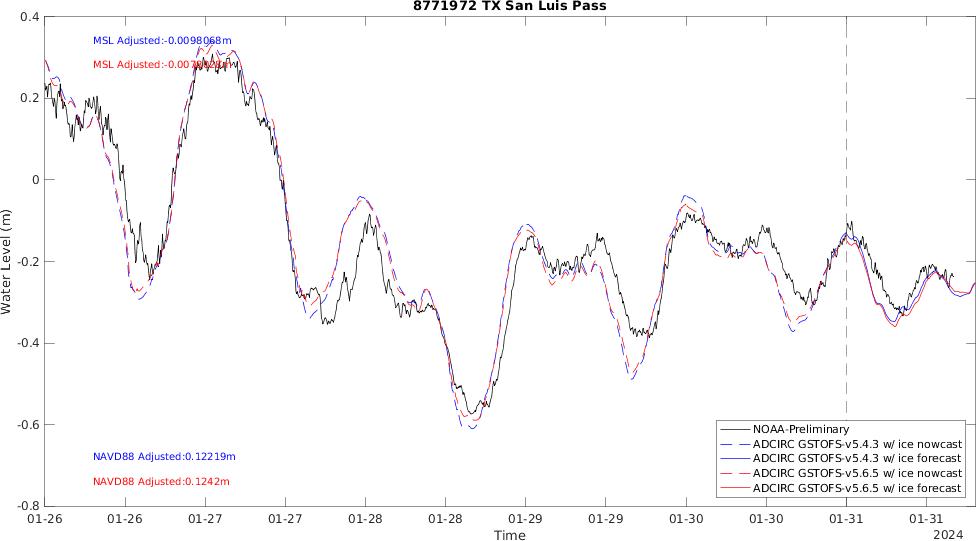 8771972 TX San Luis Pass
0.4
0.2
0
-0.2
-0.4
-0.6
-0.8
Water Level (m)
MSL Adjusted:-0.0098068m
MSL Adjusted:
NAVD88 Adjusted:0.12219m
NAVD88 Adjusted:0.1242m
NOAA-Preliminary
ADCIRC GSTOFS-v5.4.3 w/ ice nowcast
ADCIRC GSTOFS-v5.4.3 w/ ice forecast
ADCIRC GSTOFS-v5.6.5 w/ ice nowcast
ADCIRC GSTOFS-v5.6.5 w/ ice forecast
01-26 01-26 01-27 01-27 01-28 01-28 01-29 01-29 01-30 01-30 01-31 01-31
Time
2024